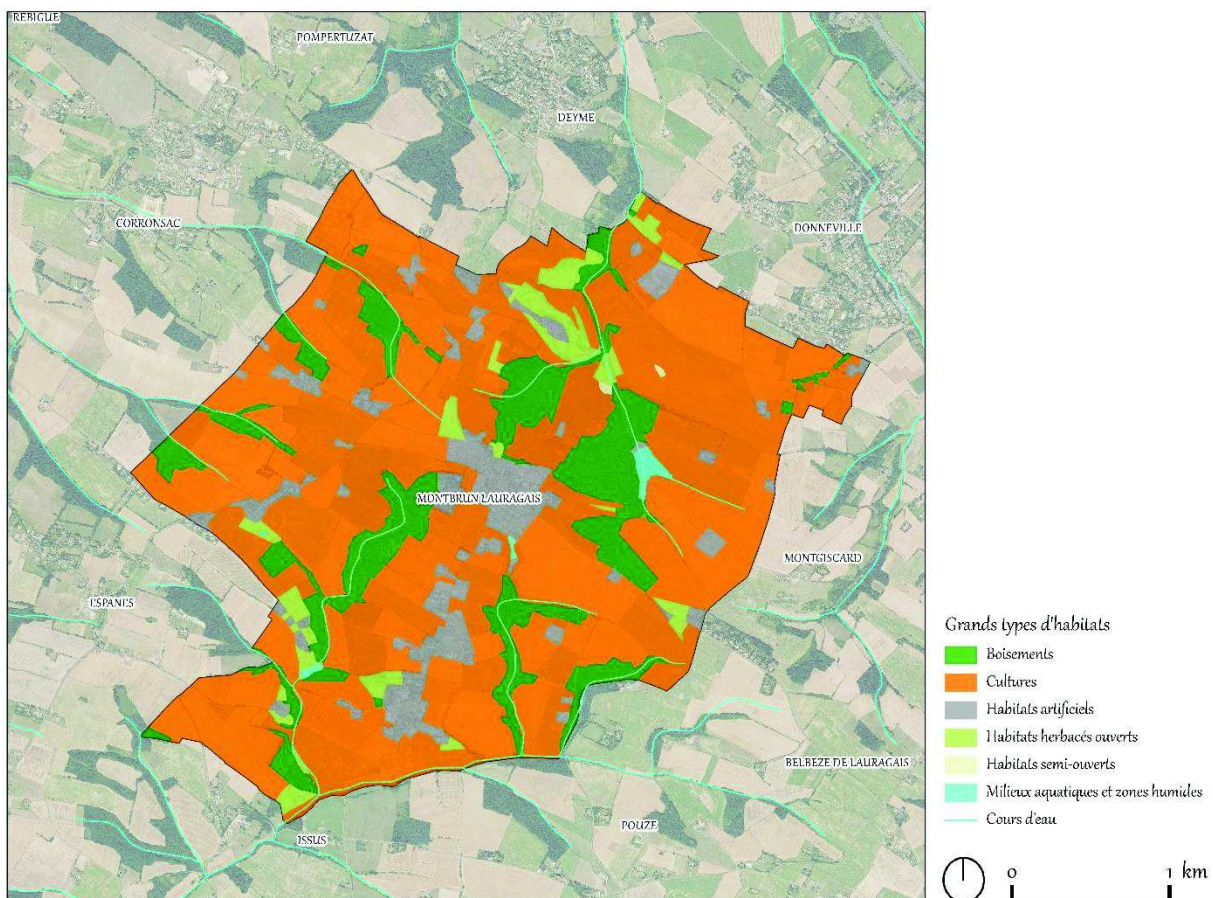 REBIGUE
POMPERTUZAT
DEYME
CORRONSAC
DONNEVILLE
MONTBRUN LAURAGAIS
MONTGISCARD
ESPANES
BELBEZE DE LAURAGAIS
POUZE
ISSUS
Grands types d'habitats
Boisements
Cultures
Habitats artificiels
Habitats herbacés ouverts
Habitats semi-ouverts
Milieux aquatiques et zones humides
Cours d'eau
0 1 km